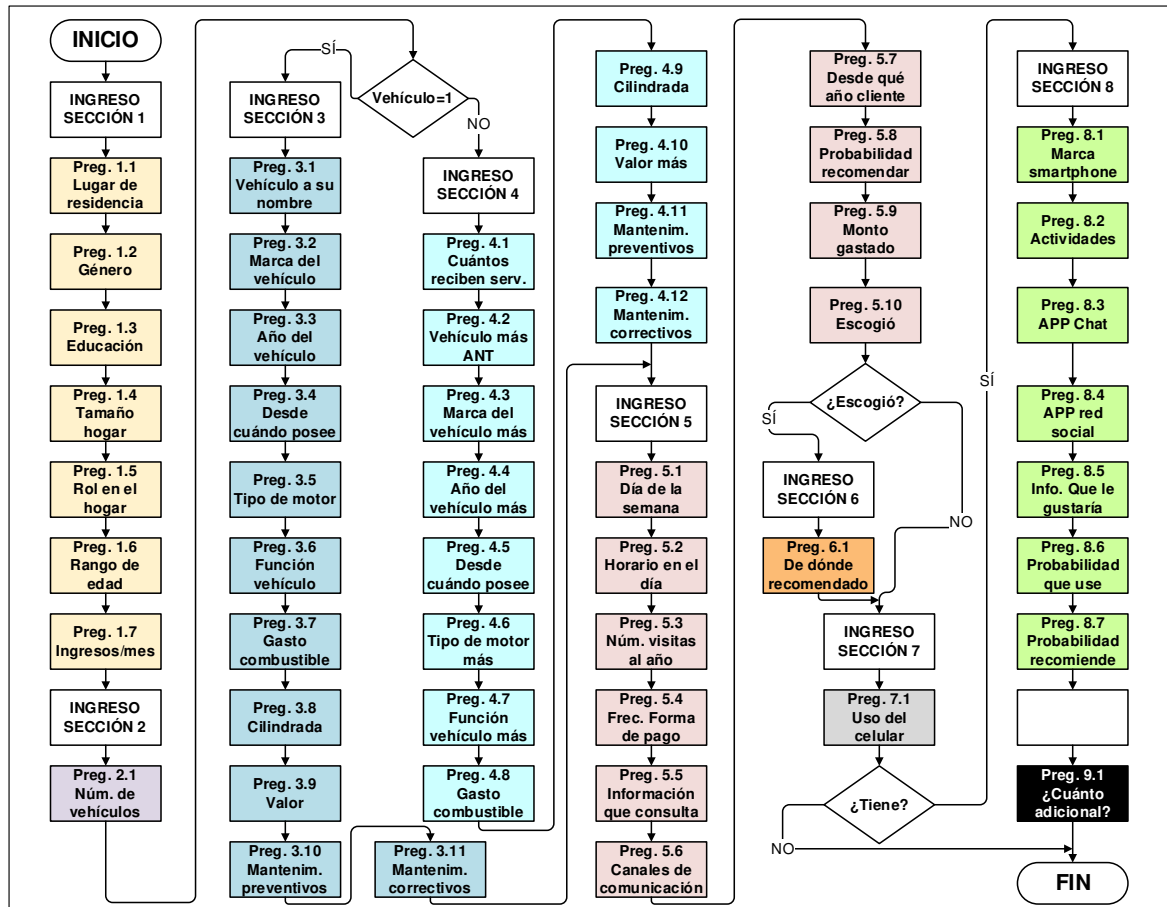 INICIO
INGRESO
SECCIÓN 1
Preg. 1.1
Lugar de
residencia
Preg. 1.2
Género
Preg. 1.3
Educación
Preg. 1.4
Tamaño
hogar
Preg. 1.5
Rol en el
hogar
Preg. 1.6
Rango de
edad
Preg. 1.7
Ingresos/mes
INGRESO
SECCIÓN 2
Preg. 2.1
Núm. de
vehículos
Vehículo=1
SÍ
NO
INGRESO
SECCIÓN 3
Preg. 3.1
Vehículo a su
nombre
Preg. 3.2
Marca del
vehículo
Preg. 3.3
Año del
vehículo
Preg. 3.4
Desde
cuándo posee
Preg. 3.5
Tipo de motor
Preg. 3.6
Función
vehículo
Preg. 3.7
Gasto
combustible
Preg. 3.8
Cilindrada
Preg. 3.9
Valor
Preg. 3.10
Mantenim.
preventivos
Preg. 3.11
Mantenim.
correctivos
INGRESO
SECCIÓN 4
Preg. 4.1
Cuántos
reciben serv.
Preg. 4.2
Vehículo más
ANT
Preg. 4.3
Marca del
vehículo más
Preg. 4.4
Año del
vehículo más
Preg. 4.5
Desde
cuándo posee
Preg. 4.6
Tipo de motor
más
Preg. 4.7
Función
vehículo más
Preg. 4.8
Gasto
combustible
Preg. 4.9
Cilindrada
Preg. 4.10
Valor más
Preg. 4.11
Mantenim.
preventivos
Preg. 4.12
Mantenim.
correctivos
INGRESO
SECCIÓN 5
Preg. 5.1
Día de la
semana
Preg. 5.2
Horario en el
día
Preg. 5.3
Núm. visitas
al año
Preg. 5.4
Frec. Forma
de pago
Preg. 5.5
Información
que consulta
Preg. 5.6
Canales de
comunicación
Preg. 5.7
Desde qué
año cliente
Preg. 5.8
Probabilidad
recomendar
Preg. 5.9
Monto
gastado
Preg. 5.10
Escogió
¿Escogió?
SÍ
NO
INGRESO
SECCIÓN 6
Preg. 6.1
De dónde
recomendado
INGRESO
SECCIÓN 7
Preg. 7.1
Uso del
celular
¿Tiene?
NO
SÍ
INGRESO
SECCIÓN 8
Preg. 8.1
Marca
smartphone
Preg. 8.2
Actividades
Preg. 8.3
APP Chat
Preg. 8.4
APP red
social
Preg. 8.5
Info. Que le
gustaría
Preg. 8.6
Probabilidad
que use
Preg. 8.7
Probabilidad
recomiende
Preg. 9.1
¿Cuánto
adicional?
FIN